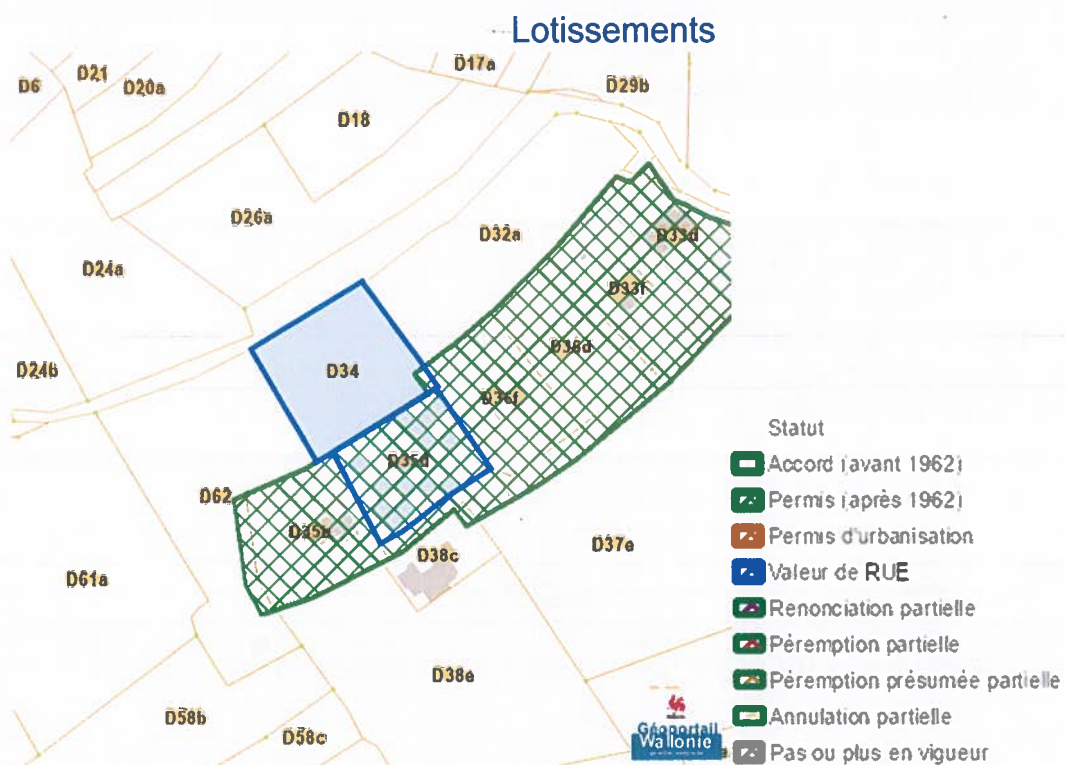 Lotissements
D6
D21
D20a
D17a
D29b
D18
D26a
D32a
D33d
D24a
D33f
D24b
D34
D36d
D36f
D35d
D62
D35b
D38c
D37e
D61a
D38e
D58b
D58c
Statut
Accord (avant 1962)
Permis (après 1962)
Permis d'urbanisation
Valeur de RUE
Renonciation partielle
Péremption partielle
Péremption présumée partielle
Annulation partielle
Pas ou plus en vigueur
Géoportail
Wallonie